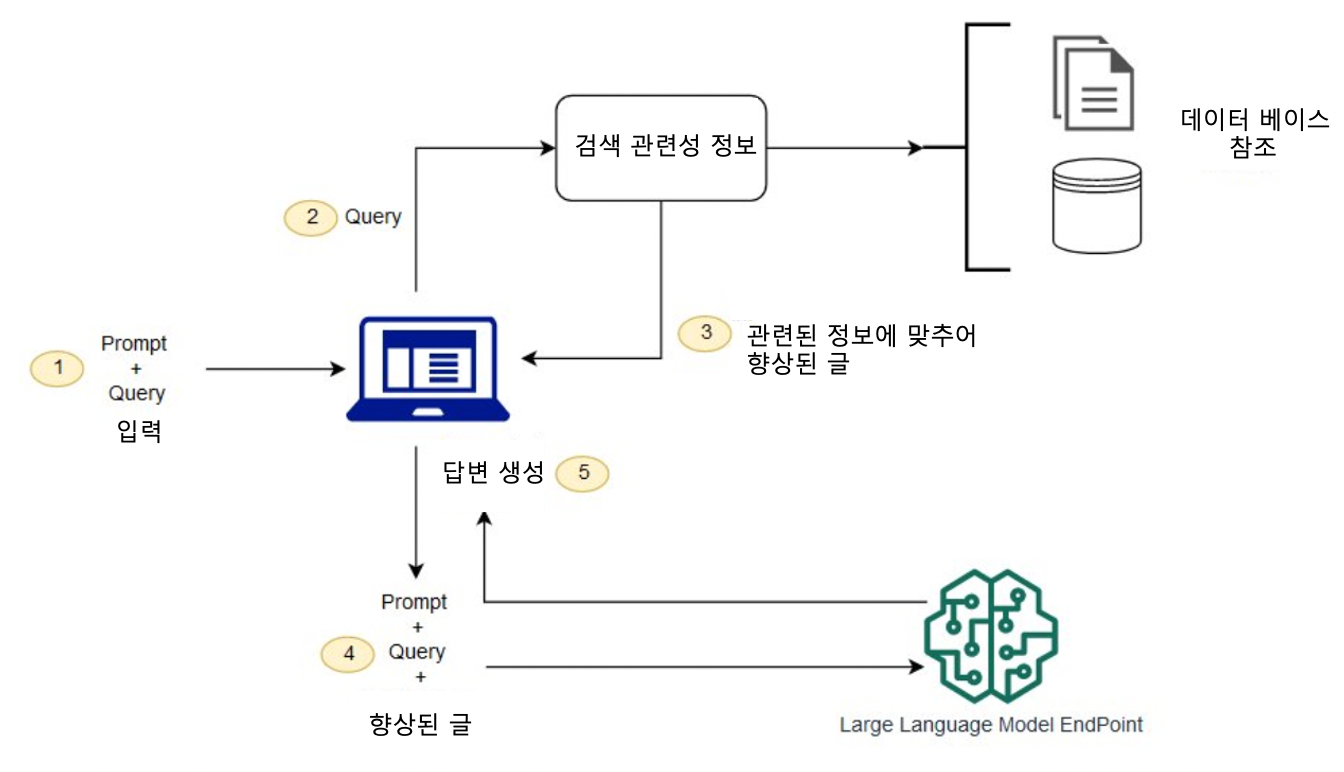 검색 관련성 정보
데이터 베이스
참조
2 Query
3 관련된 정보에 맞추어
향상된 글
1
Prompt
+
Query
입력
답변 생성 5
4
Prompt
+
Query
+
향상된 글
Large Language Model EndPoint